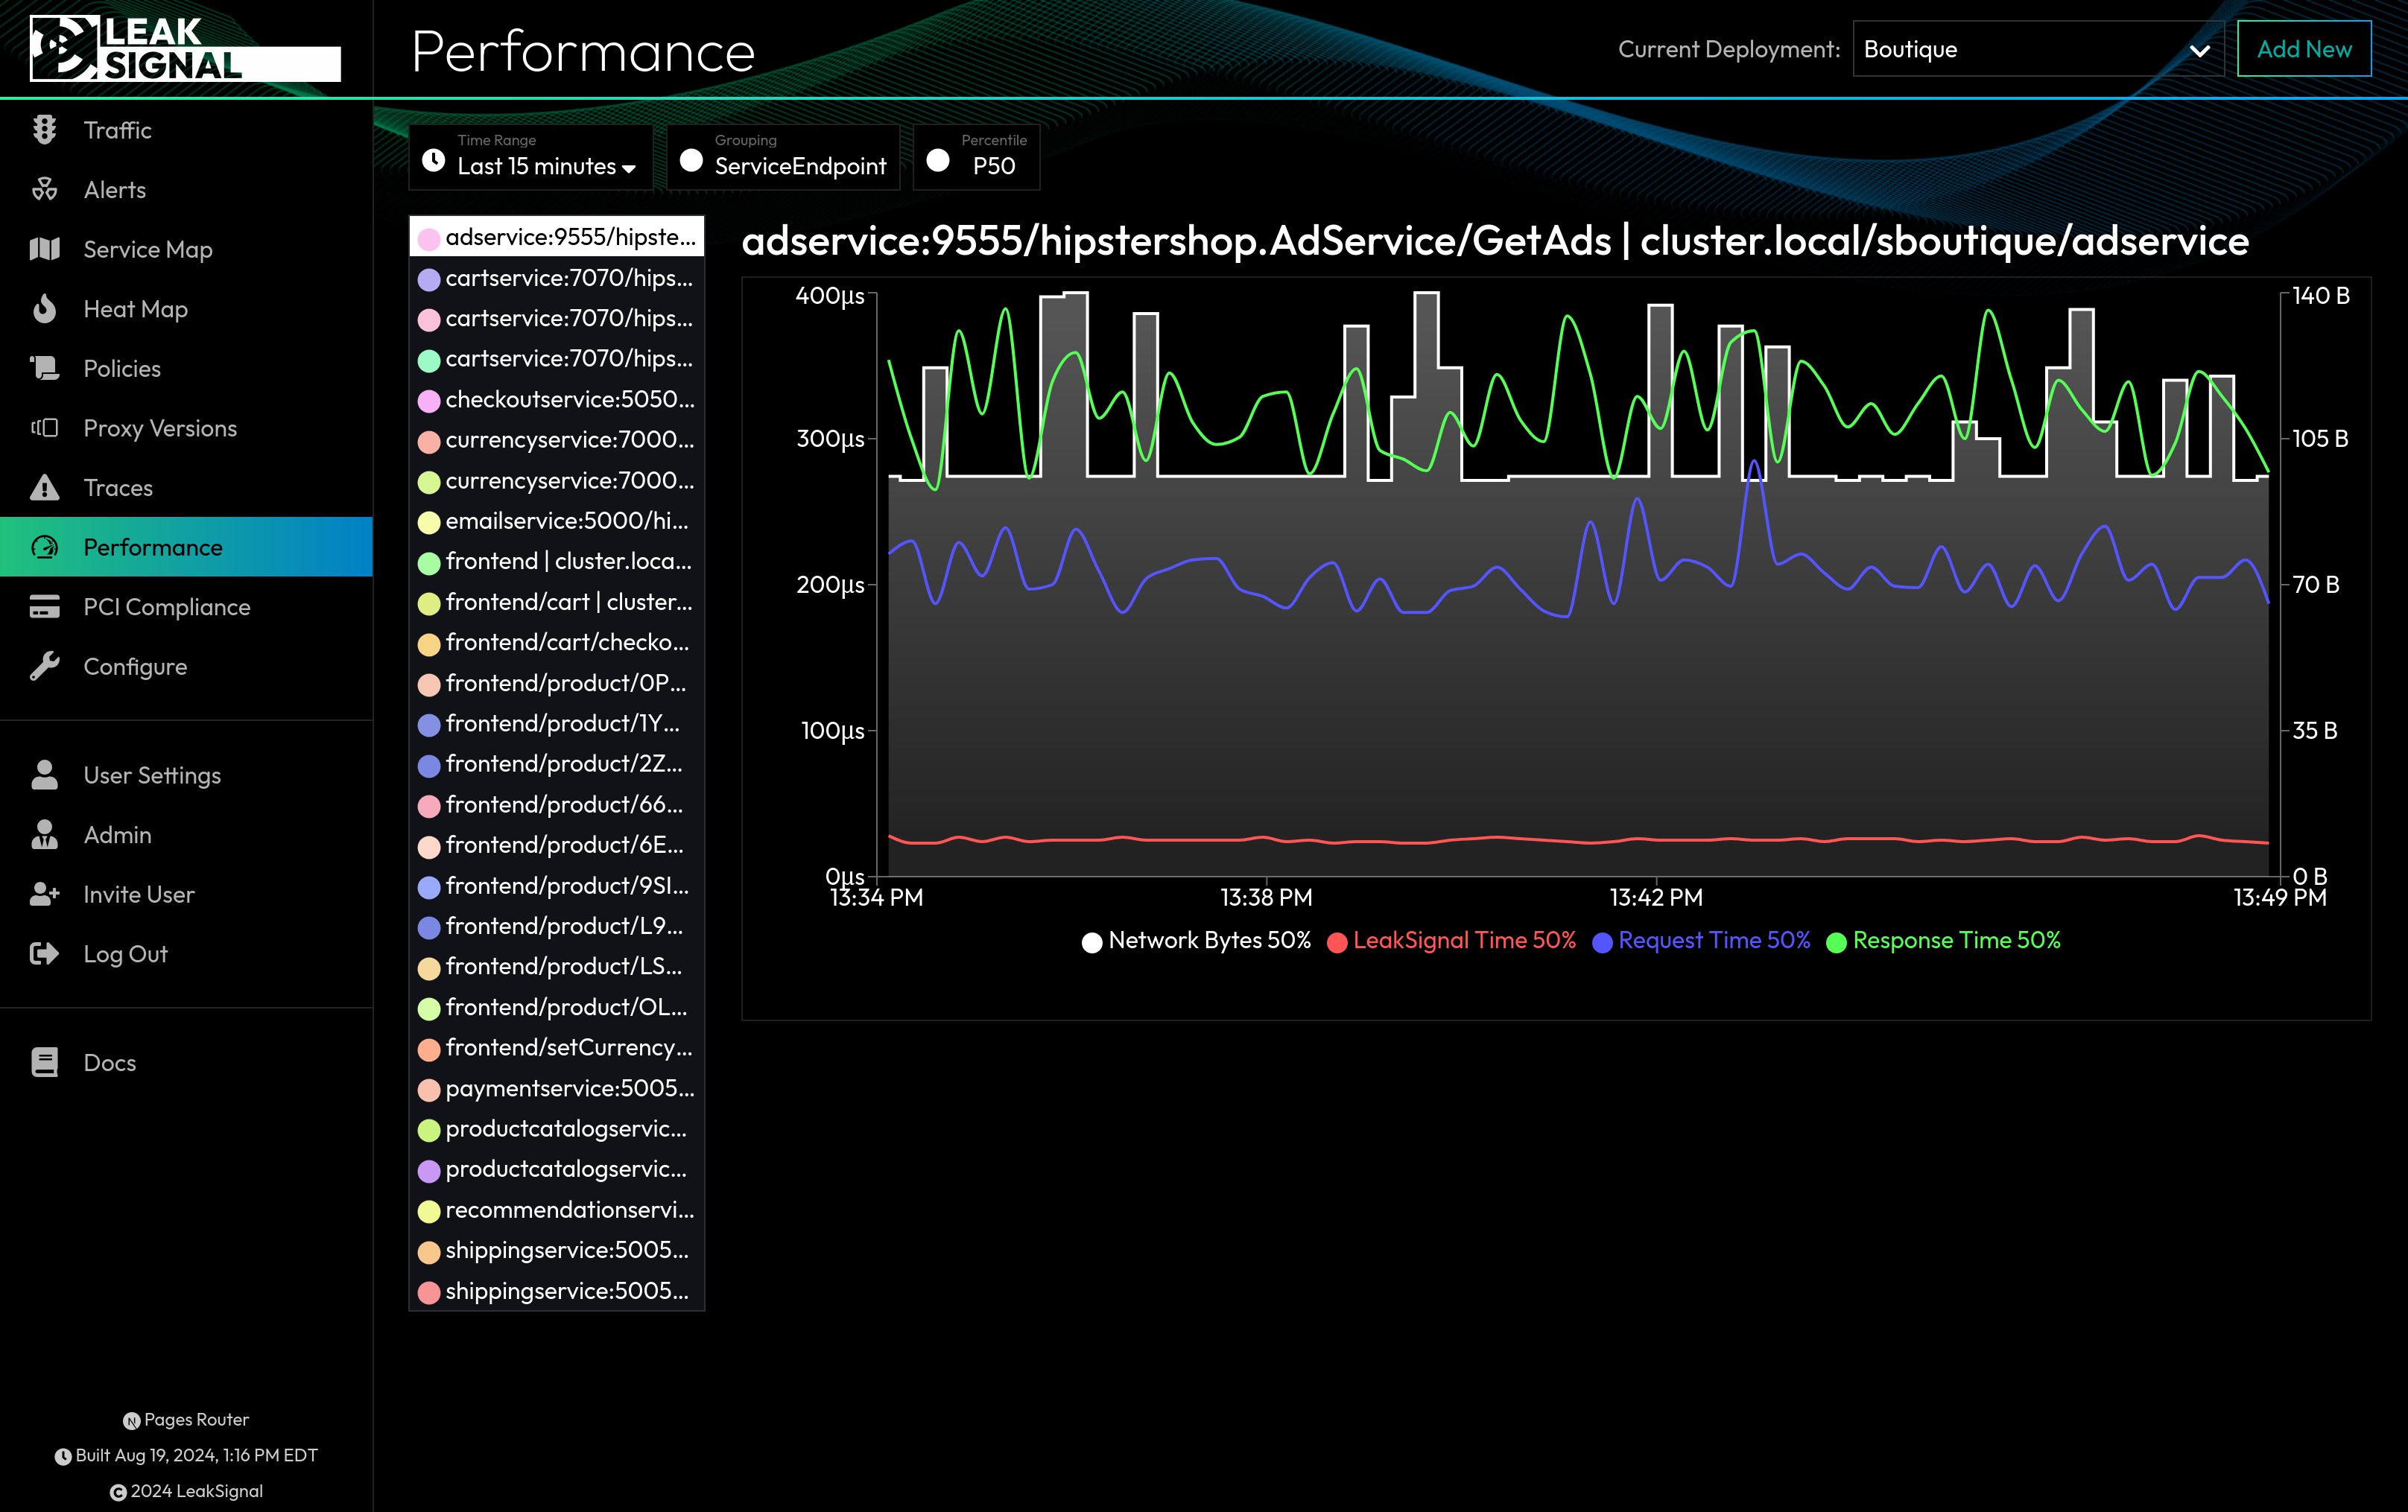 LEAK
SIGNAL
Performance
Current Deployment:
Boutique
Add New
Traffic
Alerts
Service Map
Heat Map
Policies
Proxy Versions
Traces
Performance
PCI Compliance
Configure
User Settings
Admin
Invite User
Log Out
Docs
Pages Router
Built Aug 19, 2024, 1:16 PM EDT
© 2024 LeakSignal
Time Range
Last 15 minutes
Grouping
ServiceEndpoint
Percentile
P50
adservice:9555/hipste...
cartservice:7070/hips...
cartservice:7070/hips...
cartservice:7070/hips...
checkoutservice:5050...
currencyservice:7000...
currencyservice:7000...
emailservice:5000/hi...
frontend | cluster.loca...
frontend/cart | cluster...
frontend/cart/checko...
frontend/product/0P...
frontend/product/1Y...
frontend/product/2Z...
frontend/product/66...
frontend/product/6E...
frontend/product/9SI...
frontend/product/L9...
frontend/product/LS...
frontend/product/OL...
frontend/setCurrency...
paymentservice:5005...
productcatalogservic...
productcatalogservic...
recommendationservi...
shippingservice:5005...
shippingservice:5005...
adservice:9555/hipstershop.AdService/GetAds | cluster.local/sboutique/adservice
400µs
300µs
200µs
100µs
0µs
140 B
105 B
70 B
35 B
0 B
13:34 PM
13:38 PM
13:42 PM
13:49 PM
Network Bytes 50%
LeakSignal Time 50%
Request Time 50%
Response Time 50%